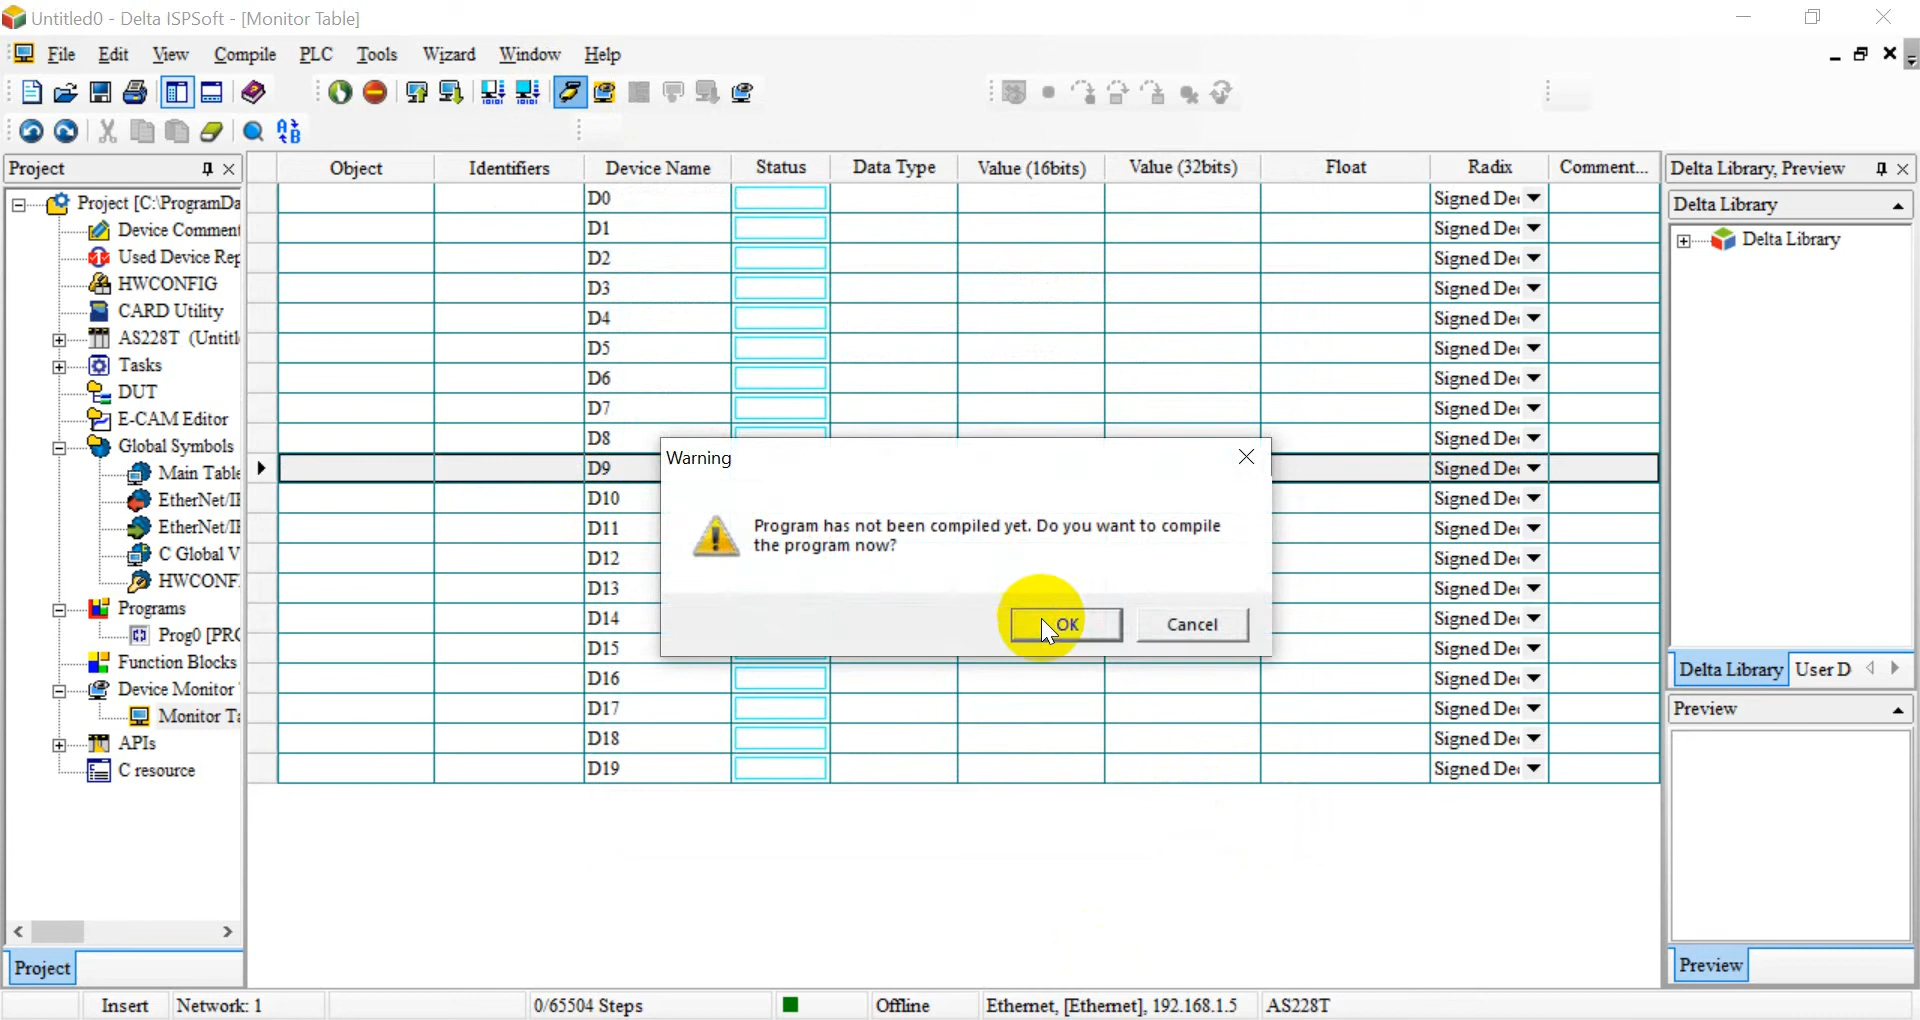 Untitled0 - Delta ISPSoft - [Monitor Table]
File Edit View Compile PLC Tools Wizard Window Help
Project
Project [C:\ProgramDa
Device Comment
Used Device Rep
HWCONFIG
CARD Utility
AS228T (Untitl
Tasks
DUT
E-CAM Editor
Global Symbols
Main Table
EtherNet/IP
EtherNet/IP
C Global V
HWCONF
Programs
Prog0 [PRO
Function Blocks
Device Monitor
Monitor Ta
APIs
C resource
Project
Object Identifiers Device Name Status Data Type Value (16bits) Value (32bits) Float Radix Comment...
D0 Signed De
D1 Signed De
D2 Signed De
D3 Signed De
D4 Signed De
D5 Signed De
D6 Signed De
D7 Signed De
D8 Signed De
D9 Signed De
D10 Signed De
D11 Signed De
D12 Signed De
D13 Signed De
D14 Signed De
D15 Signed De
D16 Signed De
D17 Signed De
D18 Signed De
D19 Signed De
Warning
Program has not been compiled yet. Do you want to compile
the program now?
OK Cancel
Delta Library, Preview
Delta Library
Delta Library
Delta Library User D
Preview
Preview
Insert Network: 1 0/65504 Steps Offline Ethernet, [Ethernet], 192.168.1.5 AS228T